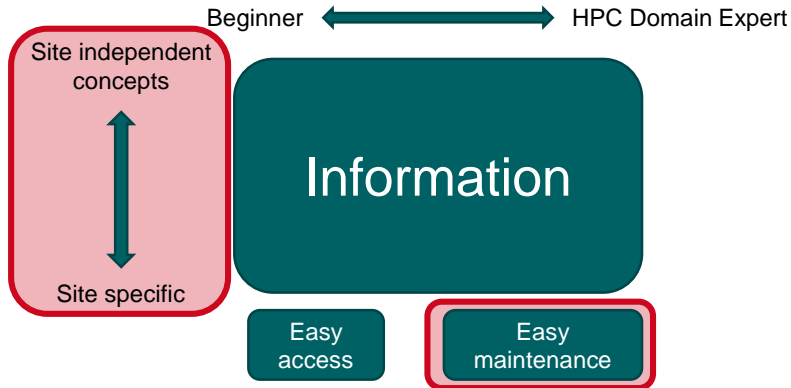 Beginner HPC Domain Expert
Site independent
concepts
Information
Site specific
Easy
access
Easy
maintenance